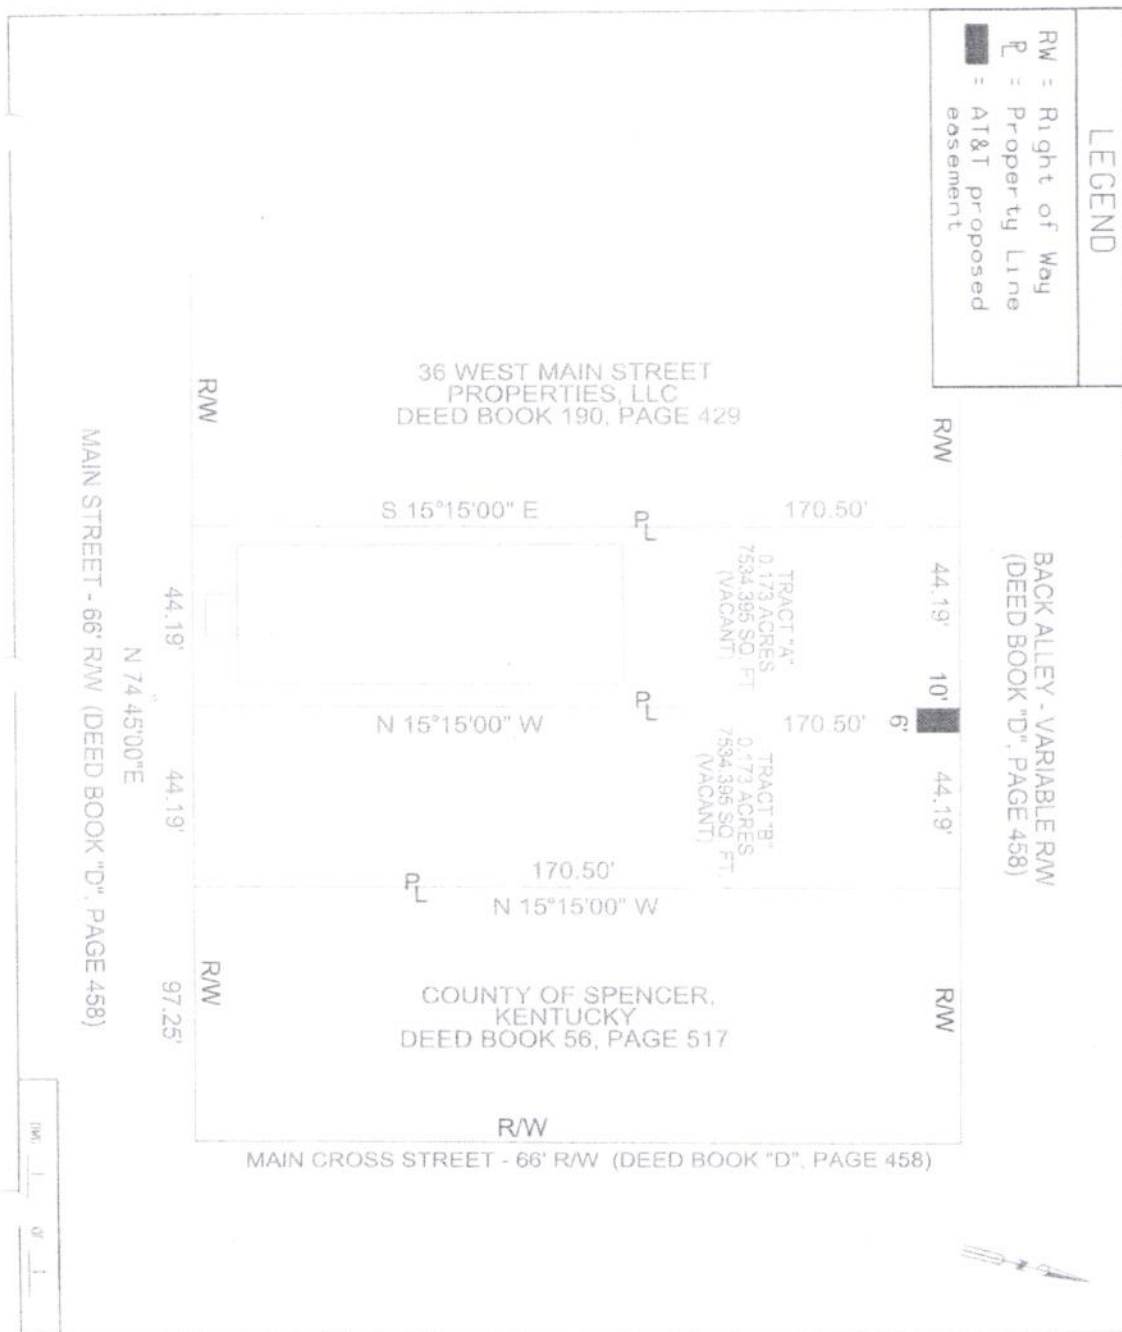 LEGEND
RW = Right of Way
PL = Property Line
= AT&T proposed
easement
BACK ALLEY - VARIABLE R/W
(DEED BOOK "D", PAGE 458)
R/W
44.19'
10'
6'
44.19'
R/W
36 WEST MAIN STREET
PROPERTIES, LLC
DEED BOOK 190, PAGE 429
S 15°15'00" E
PL
170.50'
TRACT "A"
0.173 ACRES
7534.395 SQ. FT.
(VACANT)
N 15°15'00" W
PL
170.50'
TRACT "B"
0.173 ACRES
7534.395 SQ. FT.
(VACANT)
170.50'
PL
N 15°15'00" W
COUNTY OF SPENCER,
KENTUCKY
DEED BOOK 56, PAGE 517
R/W
MAIN CROSS STREET - 66' R/W (DEED BOOK "D", PAGE 458)
R/W
44.19'
44.19'
R/W
97.25'
N 74°45'00"E
MAIN STREET - 66' R/W (DEED BOOK "D", PAGE 458)
1 of 1
N